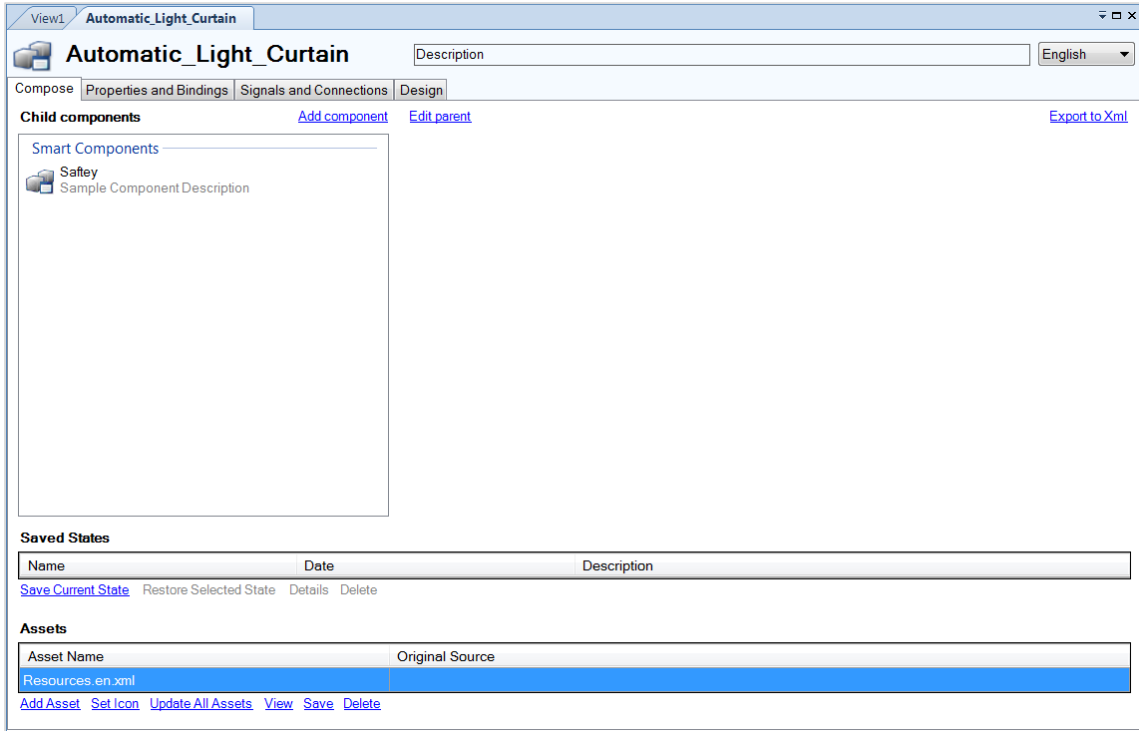 View1 Automatic_Light_Curtain
Automatic_Light_Curtain Description English
Compose Properties and Bindings Signals and Connections Design
Child components Add component Edit parent Export to Xml
Smart Components
Saftey
Sample Component Description
Saved States
Name Date Description
Save Current State Restore Selected State Details Delete
Assets
Asset Name Original Source
Resources.en.xml
Add Asset Set Icon Update All Assets View Save Delete